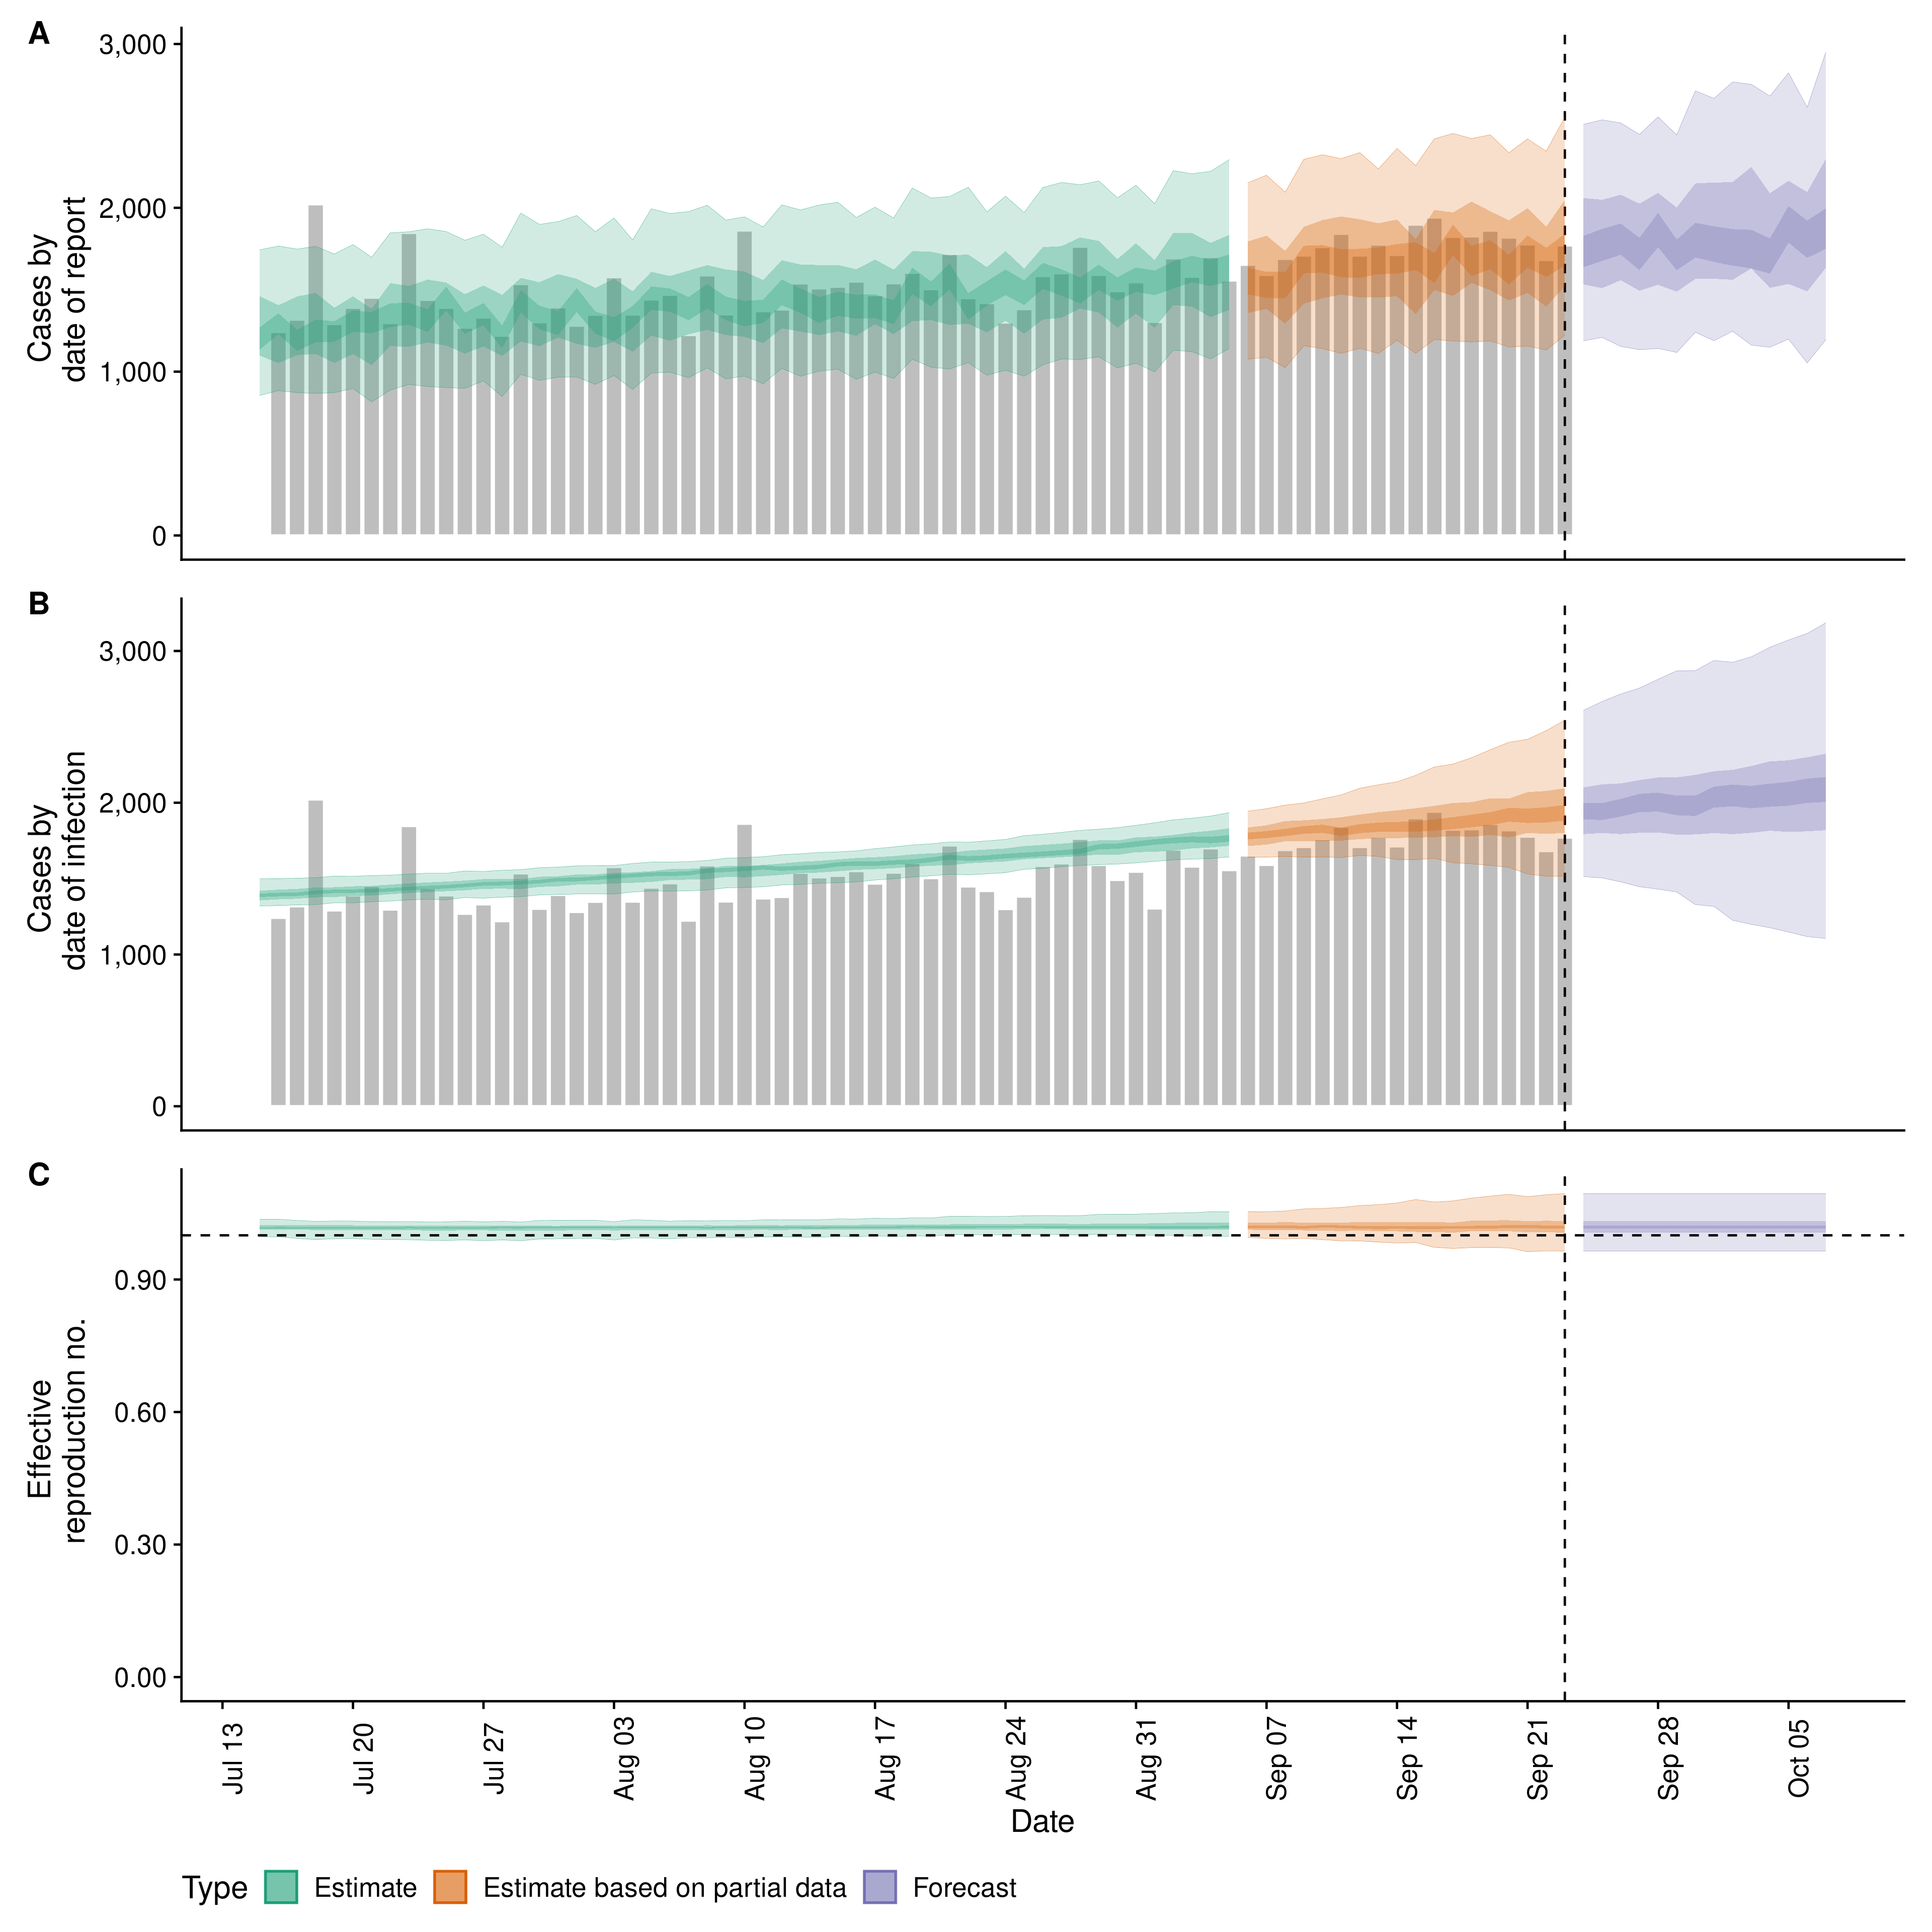 A
Cases by
date of report
3,000
2,000
1,000
0
B
Cases by
date of infection
3,000
2,000
1,000
0
C
Effective
reproduction no.
0.90
0.60
0.30
0.00
Jul 13
Jul 20
Jul 27
Aug 03
Aug 10
Aug 17
Aug 24
Aug 31
Sep 07
Sep 14
Sep 21
Sep 28
Oct 05
Date
Type Estimate Estimate based on partial data Forecast